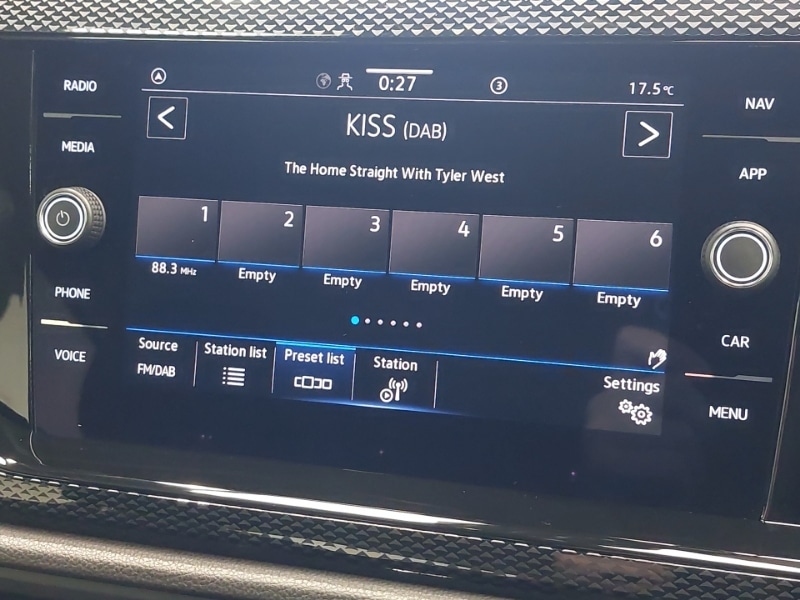 RADIO
MEDIA
PHONE
VOICE
0:27
3
17.5°C
KISS (DAB)
The Home Straight With Tyler West
1 2 3 4 5 6
88.3 MHz Empty Empty Empty Empty Empty
Source Station list Preset list Station
FM/DAB
Settings
NAV
APP
CAR
MENU